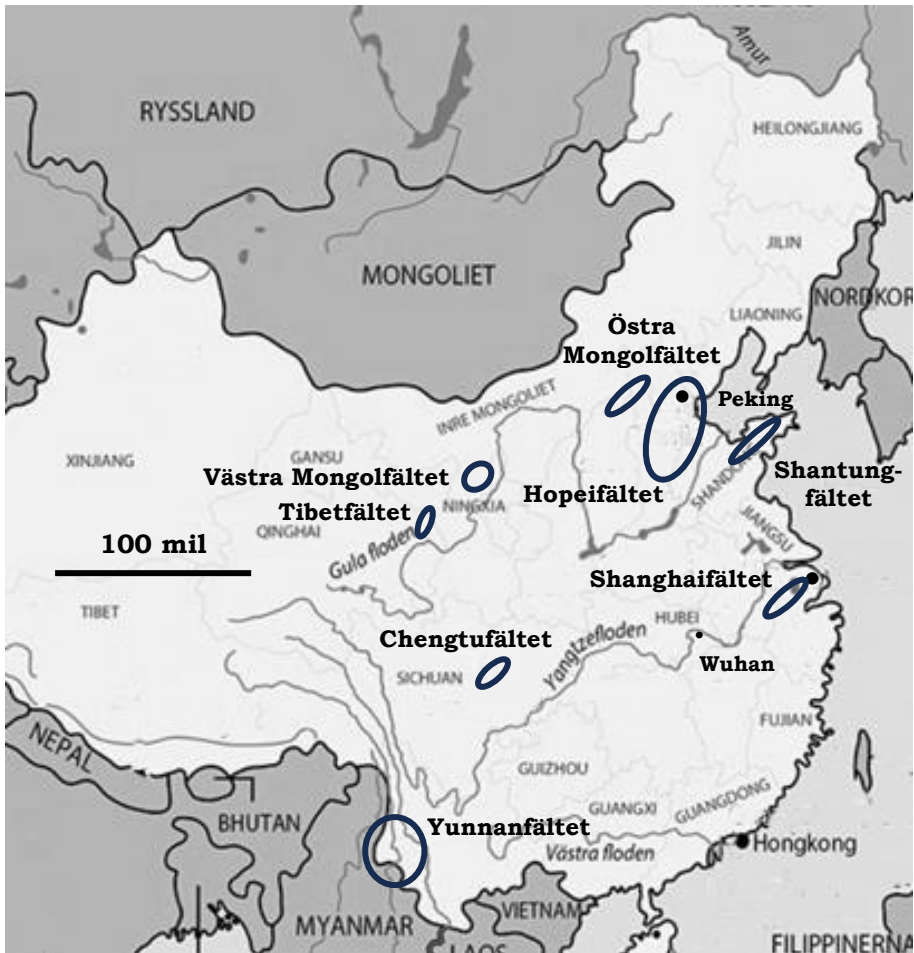 Amur
RYSSLAND
HEILONGJIANG
JILIN
MONGOLIET
NORDKOR
LIAONING
Östra
Mongolfältet
Peking
INRE MONGOLIET
GANSU
XINJIANG
Västra Mongolfältet
Hopeifältet
SHANDON
Shantung-
fältet
NINGXIA
Tibetfältet
QINGHAI
JIANGSU
100 mil
Gula floden
Shanghaifältet
TIBET
HUBEI
Chengtufältet
Yangtzefloden
Wuhan
SICHUAN
FUJIAN
NEPAL
GUIZHOU
GUANGXI
GUANGDONG
BHUTAN
Yunnanfältet
Västra floden
Hongkong
MYANMAR
VIETNAM
LAOS
FILIPPINERNA